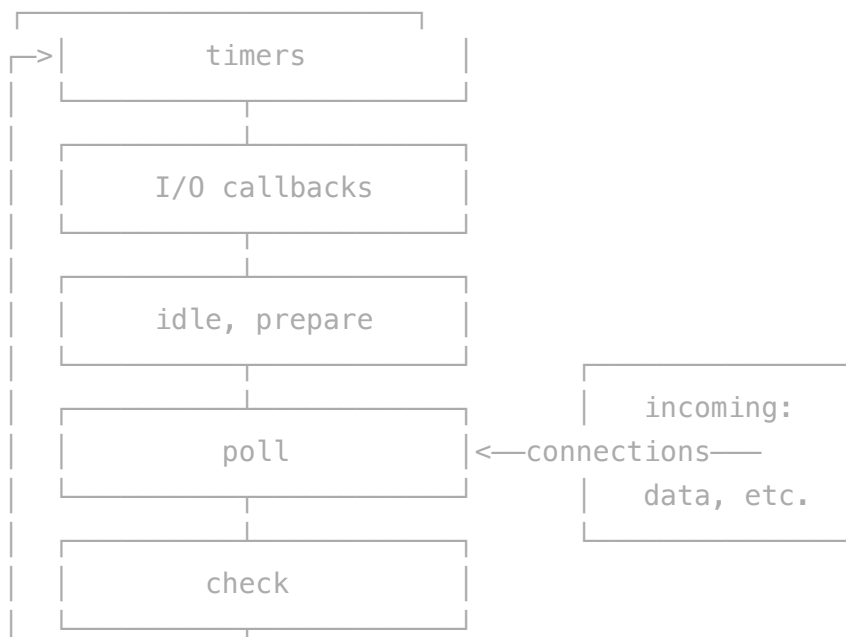 timers
I/O callbacks
idle, prepare
incoming:
poll
connections
data, etc.
check